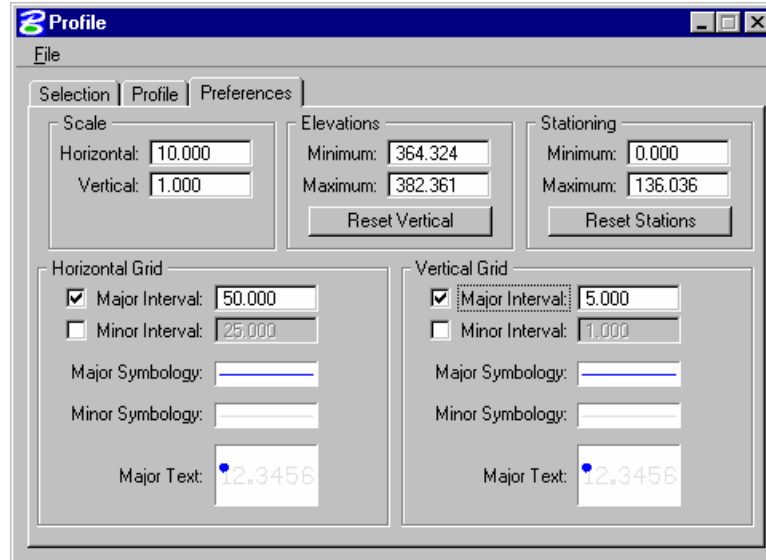 Profile
File
Selection Profile Preferences
Scale
Horizontal: 10.000
Vertical: 1.000
Elevations
Minimum: 364.324
Maximum: 382.361
Reset Vertical
Stationing
Minimum: 0.000
Maximum: 136.036
Reset Stations
Horizontal Grid
Major Interval: 50.000
Minor Interval: 25.000
Major Symbology:
Minor Symbology:
Major Text: 12.3456
Vertical Grid
Major Interval: 5.000
Minor Interval: 1.000
Major Symbology:
Minor Symbology:
Major Text: 12.3456